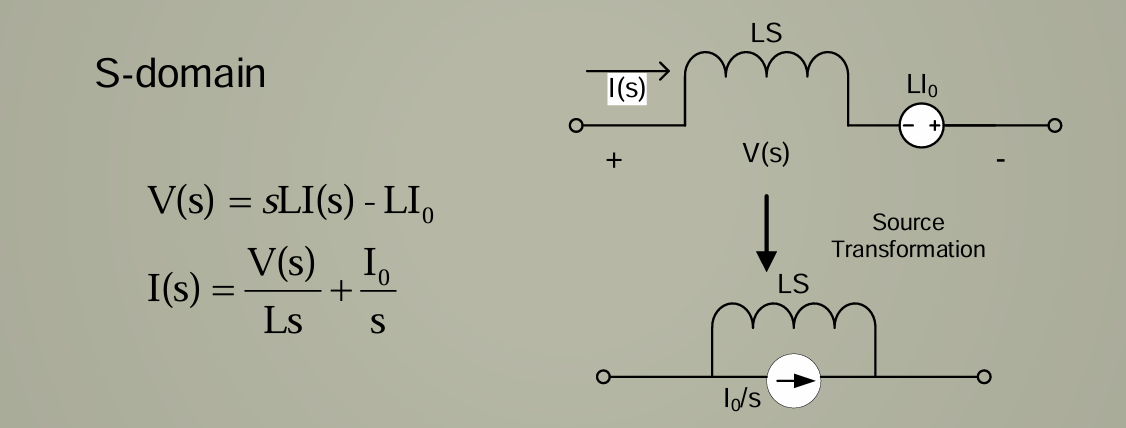 S-domain
V(s) = sLI(s) - LI₀
I(s) = V(s)/Ls + I₀/s
LS
I(s)
LI₀
- +
+ V(s) -
Source
Transformation
LS
I₀/s